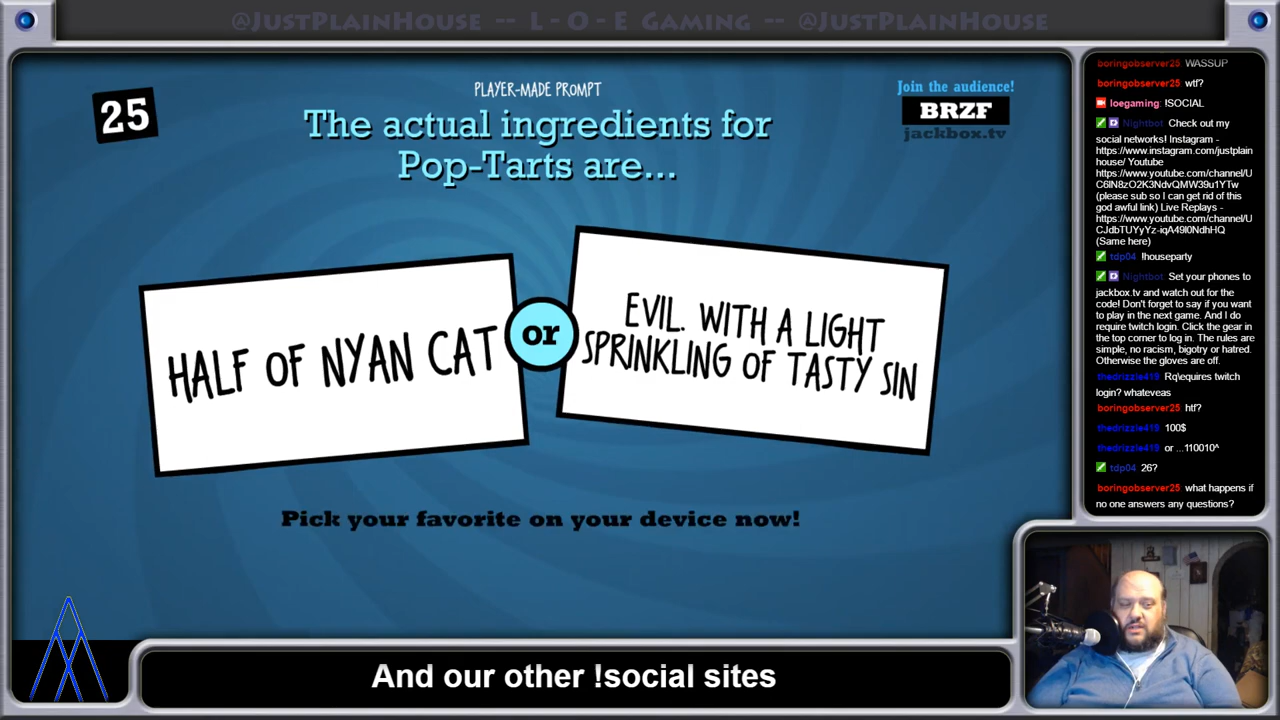 @JustPlainHouse -- L - O - E Gaming -- @JustPlainHouse
25
PLAYER-MADE PROMPT
The actual ingredients for
Pop-Tarts are...
Join the audience!
BRZF
jackbox.tv
HALF OF NYAN CAT
or
EVIL. WITH A LIGHT
SPRINKLING OF TASTY SIN
Pick your favorite on your device now!
And our other !social sites
boringobserver25 WASSUP
boringobserver25 wtf?
loegaming: !SOCIAL
Nightbot Check out my
social networks! Instagram -
https://www.instagram.com/justplain
house/ Youtube
https://www.youtube.com/channel/U
C6lN8zO2K3NdvQMW39u1YTw
(please sub so I can get rid of this
god awful link) Live Replays -
https://www.youtube.com/channel/U
CJdbTUYyYz-iqA49l0NdhHQ
(Same here)
tdp04 !houseparty
Nightbot Set your phones to
jackbox.tv and watch out for the
code! Don't forget to say if you want
to play in the next game. And I do
require twitch login. Click the gear in
the top corner to log in. The rules are
simple, no racism, bigotry or hatred.
Otherwise the gloves are off.
thedrizzle419 Rq\equires twitch
login? whateveas
boringobserver25 htf?
thedrizzle419 100$
thedrizzle419 or ...110010^
tdp04 26?
boringobserver25 what happens if
no one answers any questions?